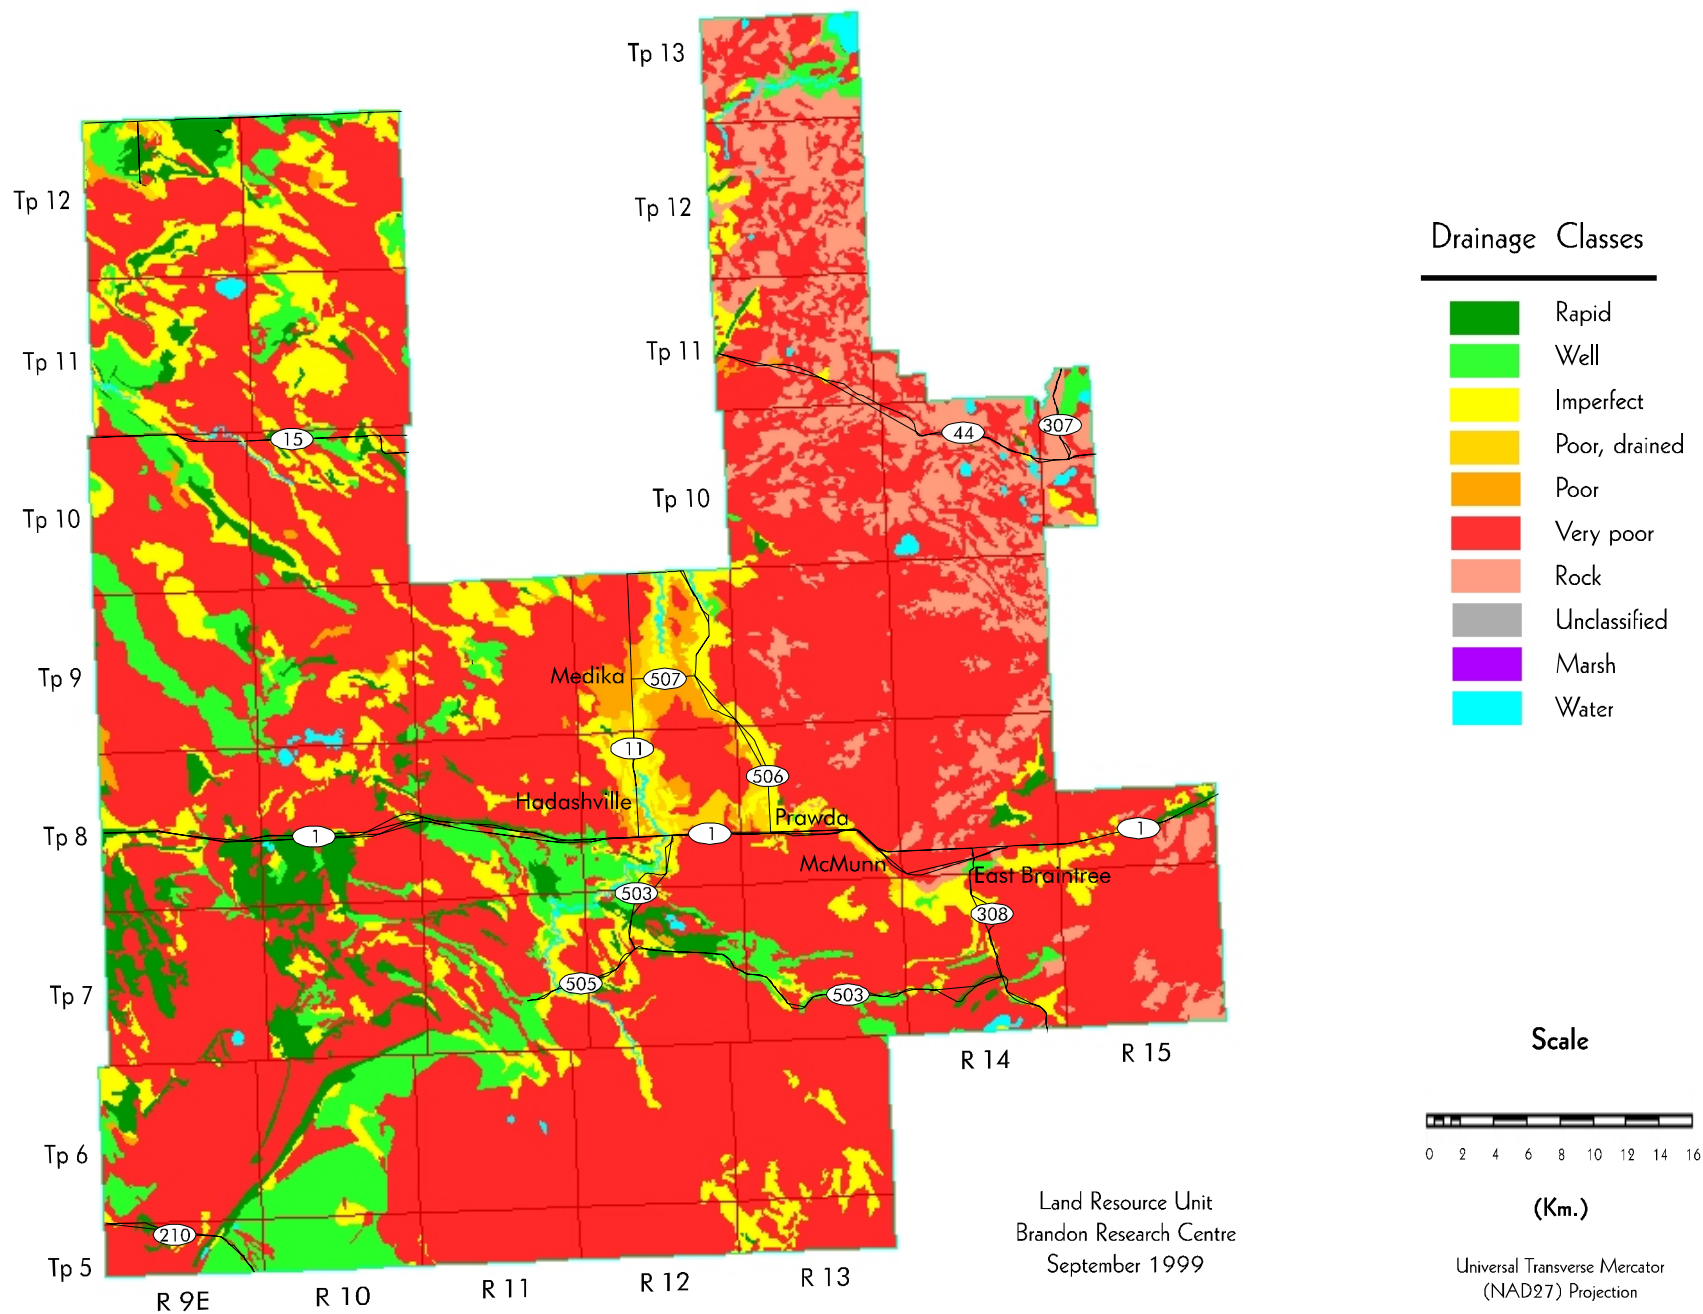 Tp 13
Tp 12
Tp 12
Tp 11
Tp 11
Tp 10
Tp 10
Tp 9
Tp 8
Tp 7
Tp 6
Tp 5
R 9E
R 10
R 11
R 12
R 13
R 14
R 15
15
44
307
Medika
507
11
506
Hadashville
Prawda
1
1
1
McMunn
East Braintree
503
308
505
503
210
Drainage Classes
Rapid
Well
Imperfect
Poor, drained
Poor
Very poor
Rock
Unclassified
Marsh
Water
Scale
0 2 4 6 8 10 12 14 16
(Km.)
Land Resource Unit
Brandon Research Centre
September 1999
Universal Transverse Mercator
(NAD27) Projection